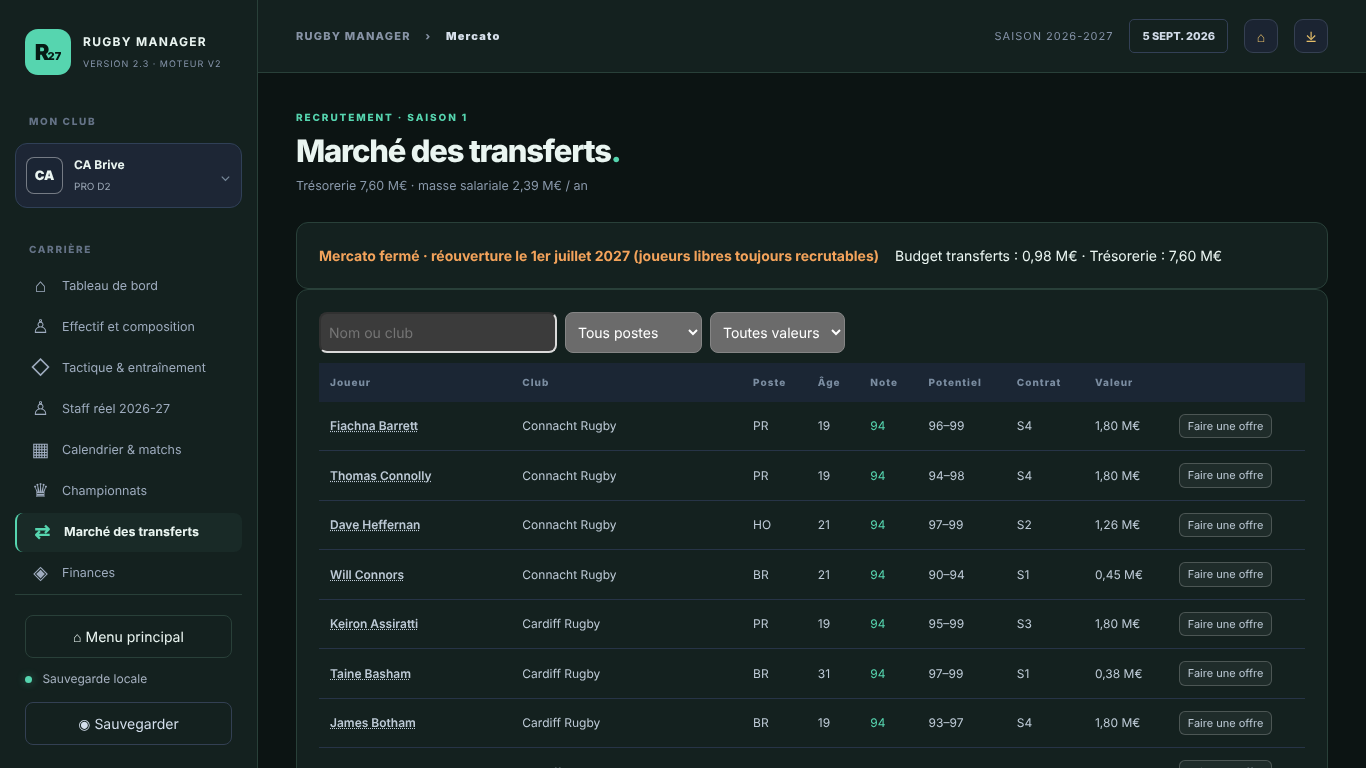 R27
RUGBY MANAGER
VERSION 2.3 · MOTEUR V2
MON CLUB
CA
CA Brive
PRO D2
CARRIÈRE
Tableau de bord
Effectif et composition
Tactique & entraînement
Staff réel 2026-27
Calendrier & matchs
Championnats
Marché des transferts
Finances
Menu principal
Sauvegarde locale
Sauvegarder
RUGBY MANAGER › Mercato
SAISON 2026-2027
5 SEPT. 2026
RECRUTEMENT · SAISON 1
Marché des transferts.
Trésorerie 7,60 M€ · masse salariale 2,39 M€ / an
Mercato fermé · réouverture le 1er juillet 2027 (joueurs libres toujours recrutables) Budget transferts : 0,98 M€ · Trésorerie : 7,60 M€
Nom ou club Tous postes Toutes valeurs
Joueur Club Poste Âge Note Potentiel Contrat Valeur
Fiachna Barrett Connacht Rugby PR 19 94 96–99 S4 1,80 M€ Faire une offre
Thomas Connolly Connacht Rugby PR 19 94 94–98 S4 1,80 M€ Faire une offre
Dave Heffernan Connacht Rugby HO 21 94 97–99 S2 1,26 M€ Faire une offre
Will Connors Connacht Rugby BR 21 94 90–94 S1 0,45 M€ Faire une offre
Keiron Assiratti Cardiff Rugby PR 19 94 95–99 S3 1,80 M€ Faire une offre
Taine Basham Cardiff Rugby BR 31 94 97–99 S1 0,38 M€ Faire une offre
James Botham Cardiff Rugby BR 19 94 93–97 S4 1,80 M€ Faire une offre